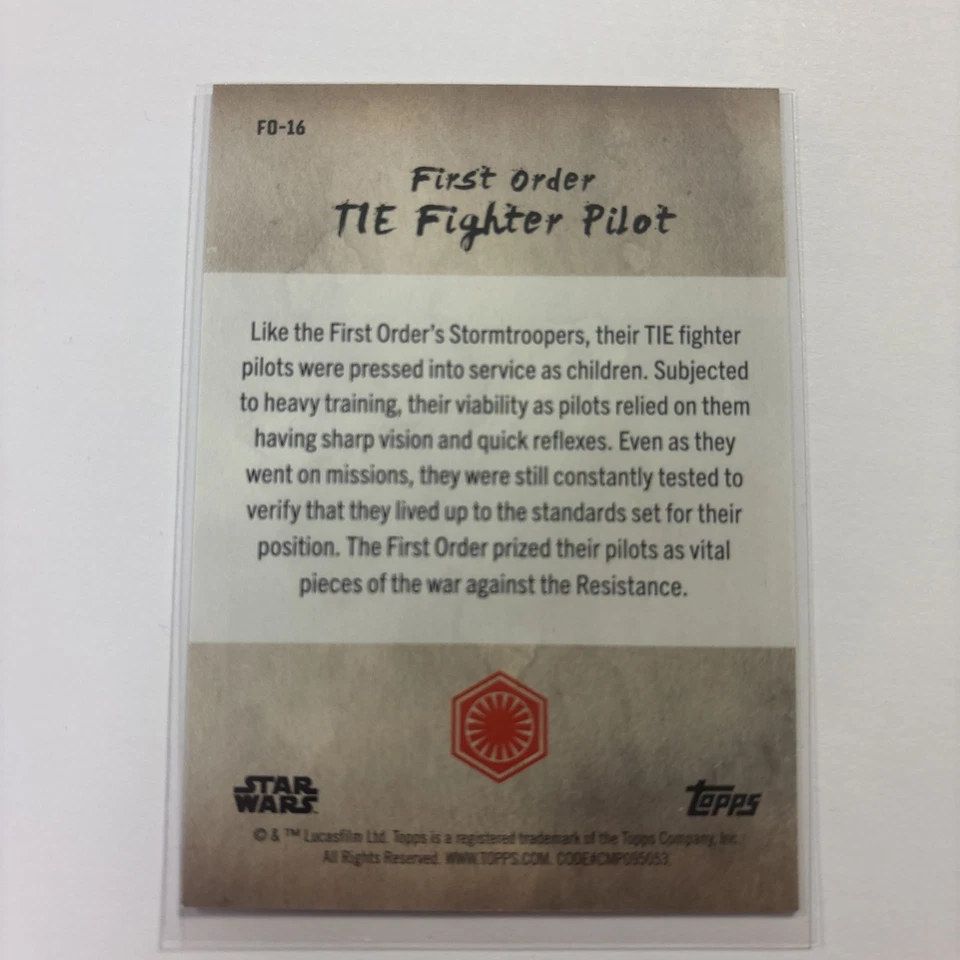 FO-16
First Order
TIE Fighter Pilot
Like the First Order's Stormtroopers, their TIE fighter
pilots were pressed into service as children. Subjected
to heavy training, their viability as pilots relied on them
having sharp vision and quick reflexes. Even as they
went on missions, they were still constantly tested to
verify that they lived up to the standards set for their
position. The First Order prized their pilots as vital
pieces of the war against the Resistance.
STAR
WARS
topps
© & ™ Lucasfilm Ltd. Topps is a registered trademark of the Topps Company, Inc.
All Rights Reserved. WWW.TOPPS.COM. CODE#CMP095053